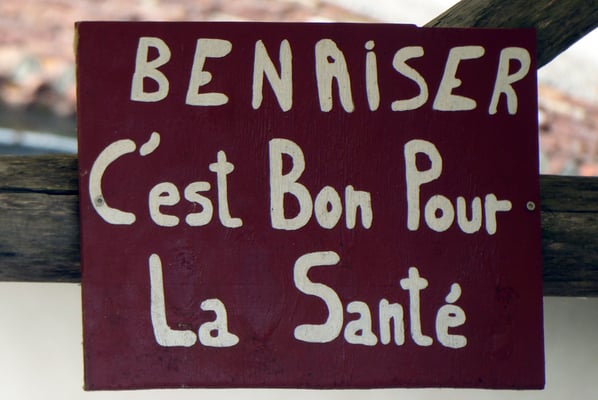 BENAiSER
C'est Bon Pour
La Santé